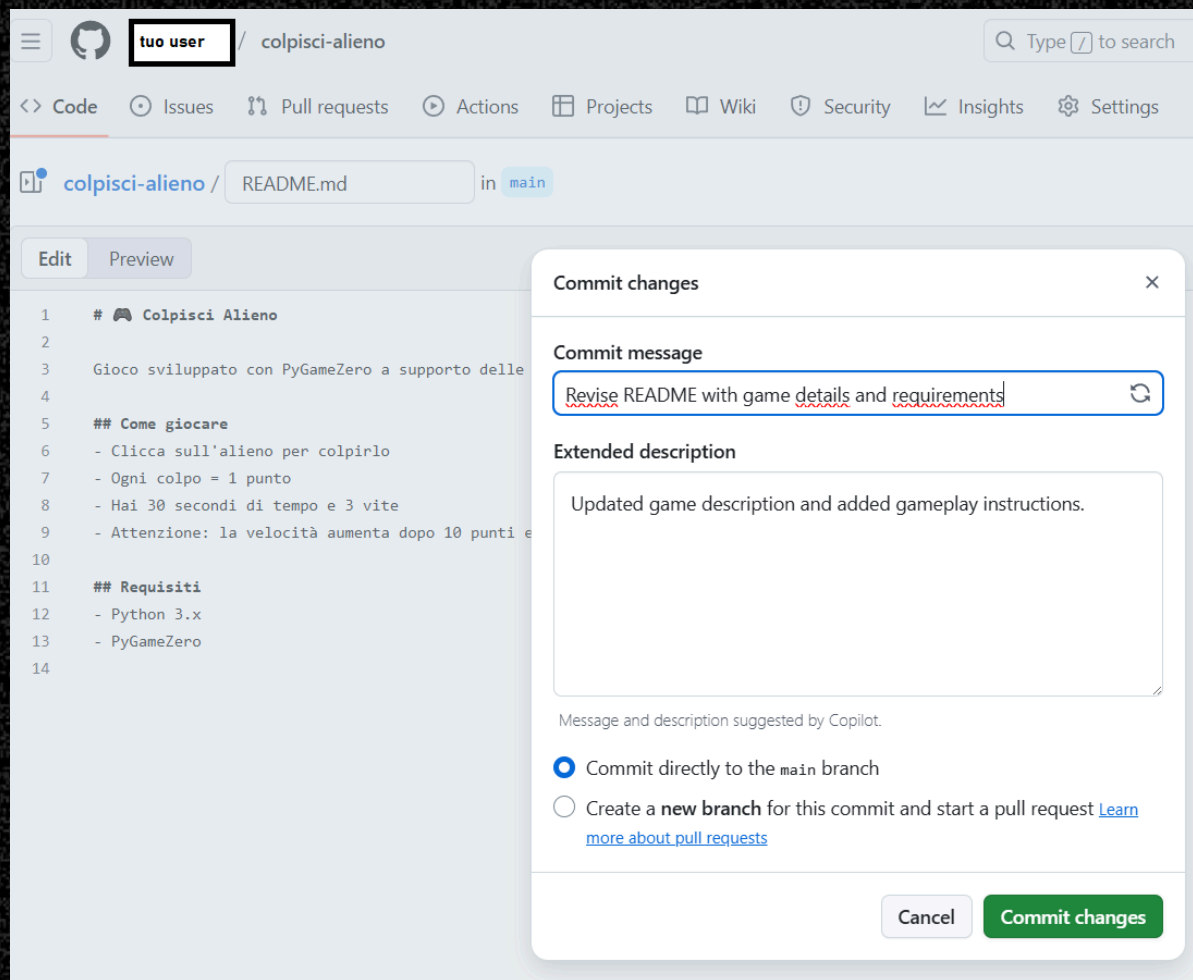 tuo user / colpisci-alieno
Type / to search
<> Code Issues Pull requests Actions Projects Wiki Security Insights Settings
colpisci-alieno / README.md in main
Edit Preview
1 # 🎮 Colpisci Alieno
2
3 Gioco sviluppato con PyGameZero a supporto delle
4
5 ## Come giocare
6 - Clicca sull'alieno per colpirlo
7 - Ogni colpo = 1 punto
8 - Hai 30 secondi di tempo e 3 vite
9 - Attenzione: la velocità aumenta dopo 10 punti e
10
11 ## Requisiti
12 - Python 3.x
13 - PyGameZero
14
Commit changes
Commit message
Revise README with game details and requirements
Extended description
Updated game description and added gameplay instructions.
Message and description suggested by Copilot.
Commit directly to the main branch
Create a new branch for this commit and start a pull request Learn
more about pull requests
Cancel Commit changes